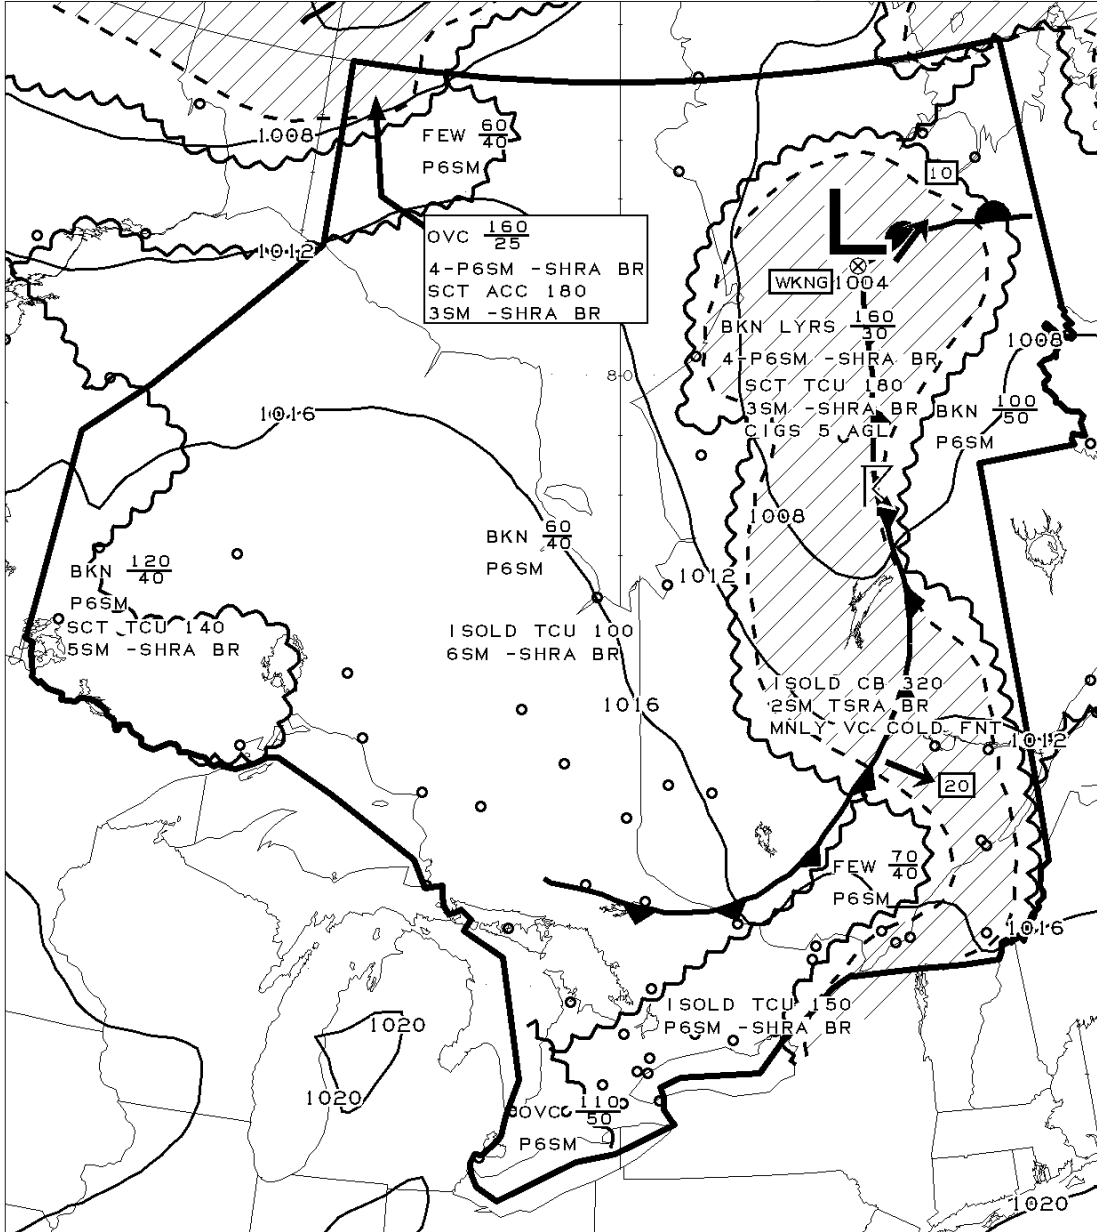 1008
FEW 60
40
P6SM
10
1012
OVC 160
25
4-P6SM -SHRA BR
SCT ACC 180
3SM -SHRA BR
L
WKNG 1004
BKN LYRS 160
30
4-P6SM -SHRA BR
SCT TCU 180
3SM -SHRA BR
CIGS 5 AGL
1008
80
1016
BKN 100
50
P6SM
1008
BKN 60
40
P6SM
BKN 120
40
P6SM
SCT TCU 140
5SM -SHRA BR
1012
ISOLD TCU 100
6SM -SHRA BR
1016
ISOLD CB 320
2SM TSRA BR
MNLY VC COLD FNT
1012
20
FEW 70
40
P6SM
1016
ISOLD TCU 150
P6SM -SHRA BR
1020
1020
OVC 110
50
P6SM
1020